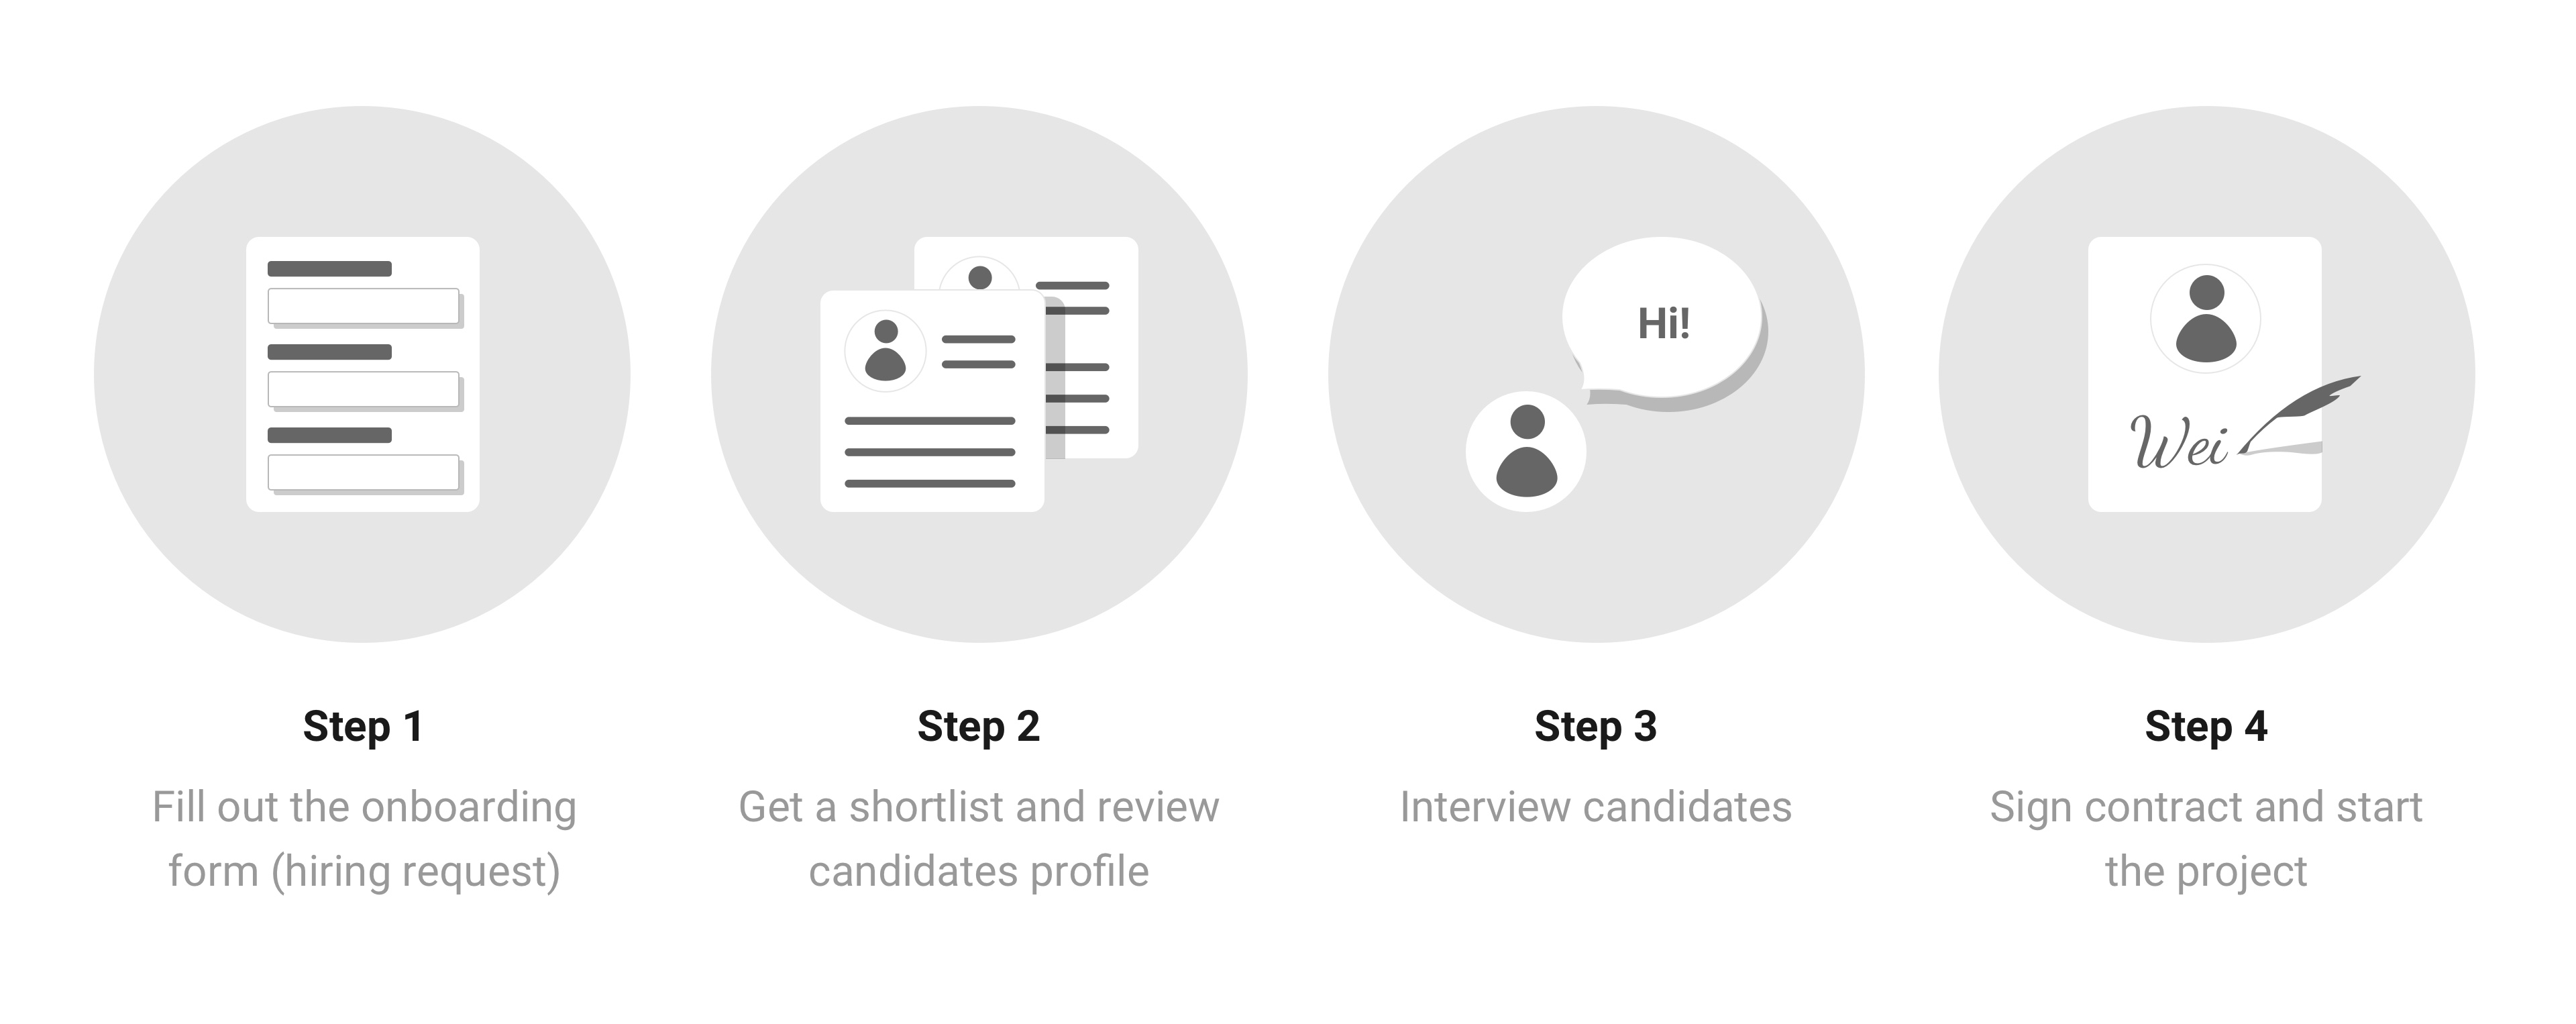 Hi!
Wei
Step 1
Fill out the onboarding
form (hiring request)
Step 2
Get a shortlist and review
candidates profile
Step 3
Interview candidates
Step 4
Sign contract and start
the project